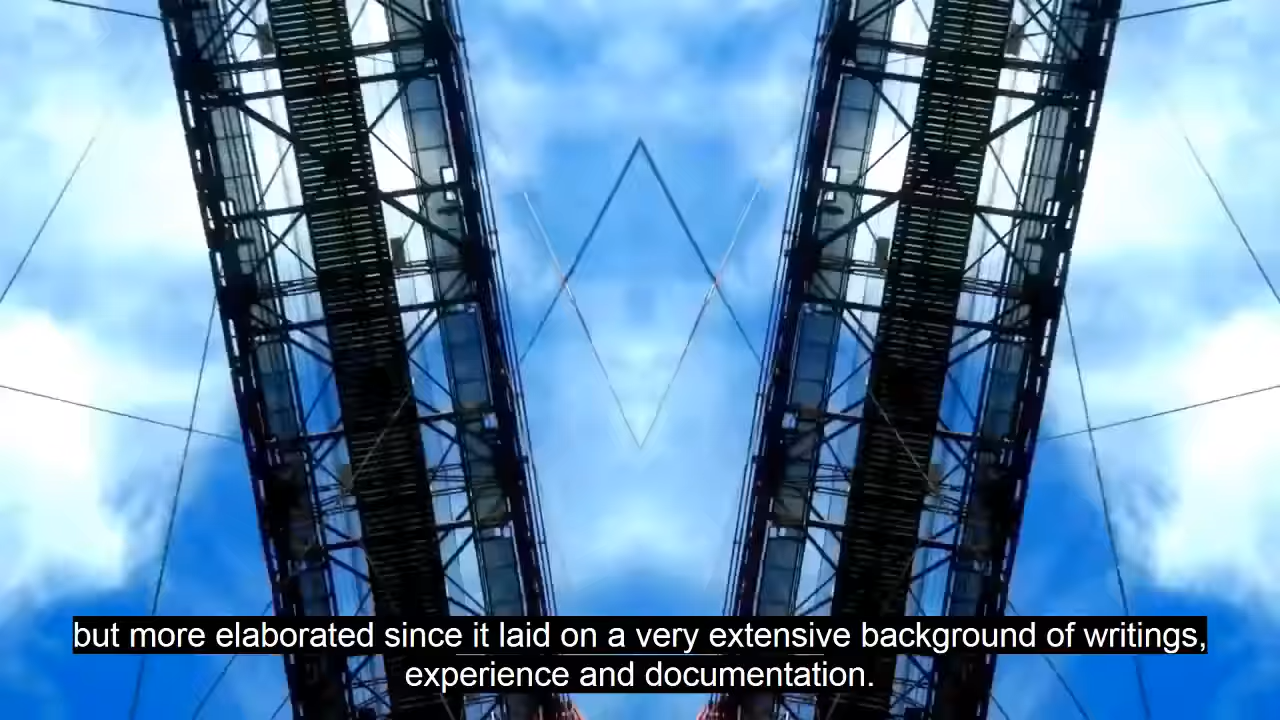 but more elaborated since it laid on a very extensive background of writings,
experience and documentation.